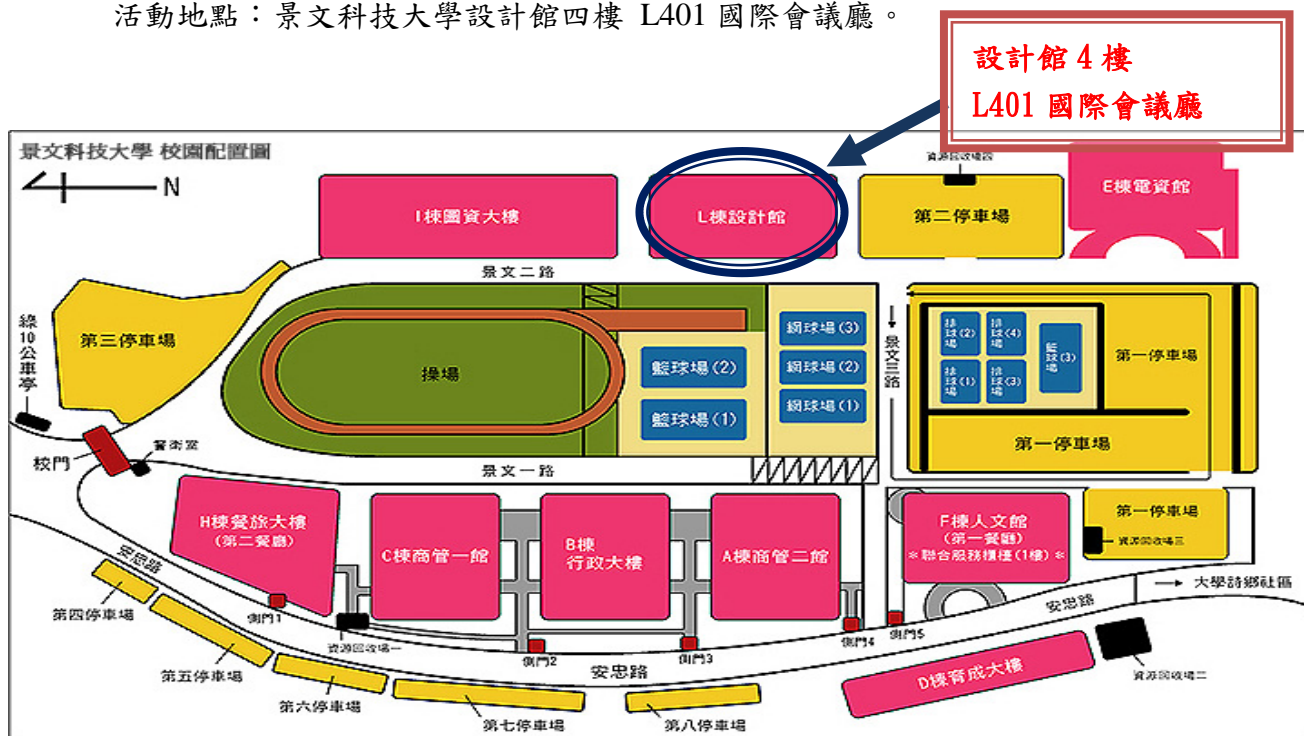 活動地點：景文科技大學設計館四樓 L401 國際會議廳。
設計館 4 樓
L401 國際會議廳
景文科技大學 校園配置圖
N
資源回收場四
I棟圖資大樓
L棟設計館
第二停車場
E棟電資館
景文二路
綠10公車亭
第三停車場
操場
籃球場(2)
籃球場(1)
網球場(3)
網球場(2)
網球場(1)
景文三路
排球場(2)
排球場(4)
籃球場(3)
排球場(1)
排球場(3)
第一停車場
第一停車場
校門
警衛室
景文一路
H棟餐旅大樓
(第二餐廳)
C棟商管一館
B棟
行政大樓
A棟商管二館
F棟人文館
(第一餐廳)
*聯合服務櫃檯(1樓)*
第一停車場
資源回收場三
大學詩鄉社區
安忠路
安忠路
安忠路
側門1
資源回收場一
側門2
側門3
側門4
側門5
第四停車場
第五停車場
第六停車場
第七停車場
第八停車場
D棟育成大樓
資源回收場二